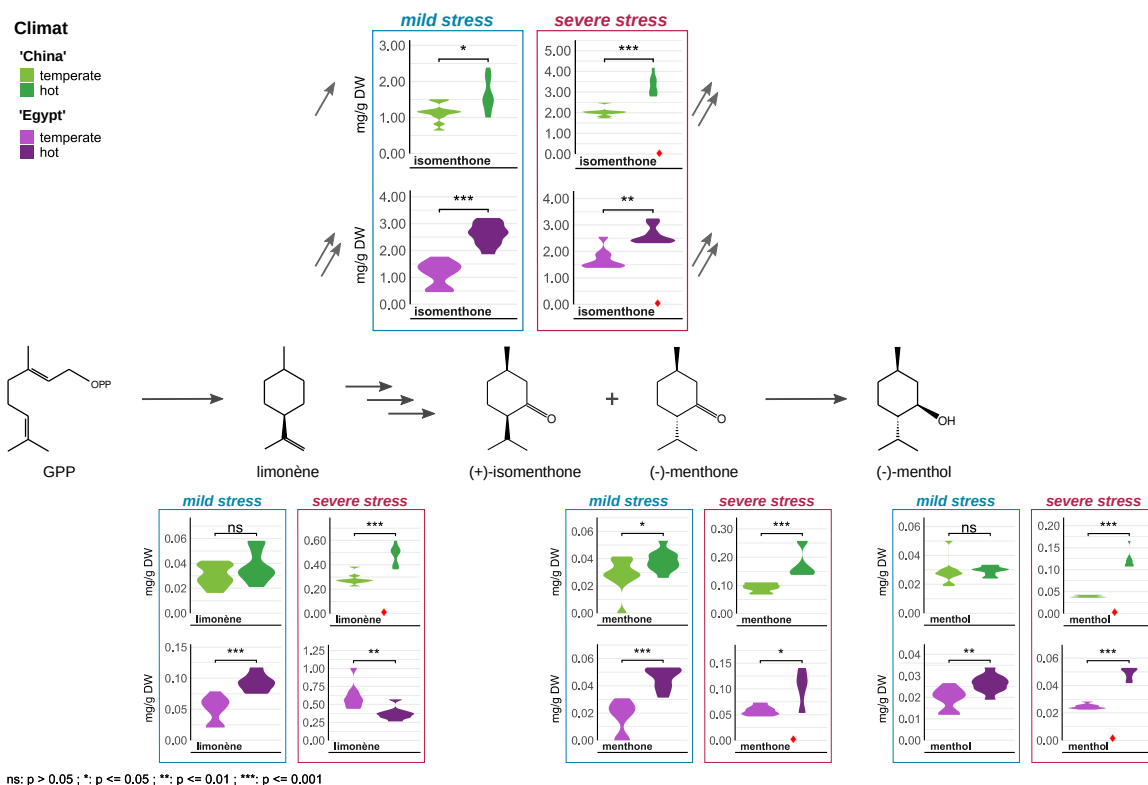 Climat
'China'
temperate
hot
'Egypt'
temperate
hot
mild stress
severe stress
mg/g DW
3.00
2.00
1.00
0.00
*
isomenthone
5.00
4.00
3.00
2.00
1.00
0.00
***
isomenthone
mg/g DW
4.00
3.00
2.00
1.00
0.00
***
isomenthone
4.00
3.00
2.00
1.00
0.00
**
isomenthone
OPP
O
+
O
OH
GPP
limonène
(+)-isomenthone
(-)-menthone
(-)-menthol
mild stress
severe stress
mg/g DW
0.06
0.04
0.02
0.00
ns
limonène
0.60
0.40
0.20
0.00
***
limonène
mg/g DW
0.15
0.10
0.05
0.00
***
limonène
1.25
1.00
0.75
0.50
0.25
0.00
**
limonène
mild stress
severe stress
mg/g DW
0.06
0.04
0.02
0.00
*
menthone
0.30
0.20
0.10
0.00
***
menthone
mg/g DW
0.06
0.04
0.02
0.00
***
menthone
0.15
0.10
0.05
0.00
*
menthone
mild stress
severe stress
mg/g DW
0.06
0.04
0.02
0.00
ns
menthol
0.20
0.15
0.10
0.05
0.00
***
menthol
mg/g DW
0.04
0.03
0.02
0.01
0.00
**
menthol
0.06
0.04
0.02
0.00
***
menthol
ns: p > 0.05 ; *: p <= 0.05 ; **: p <= 0.01 ; ***: p <= 0.001